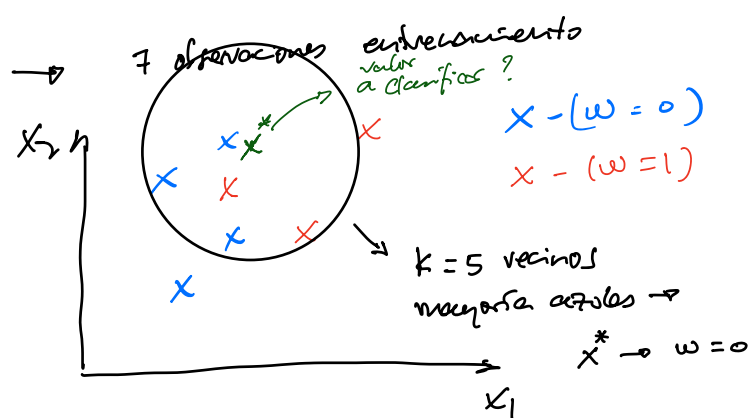 7 observaciones entrenamiento
valor
a clasificar ?
x*
x - (w = 0)
x - (w = 1)
x2
K = 5 vecinos
mayoría azules →
x* → w = 0
x1